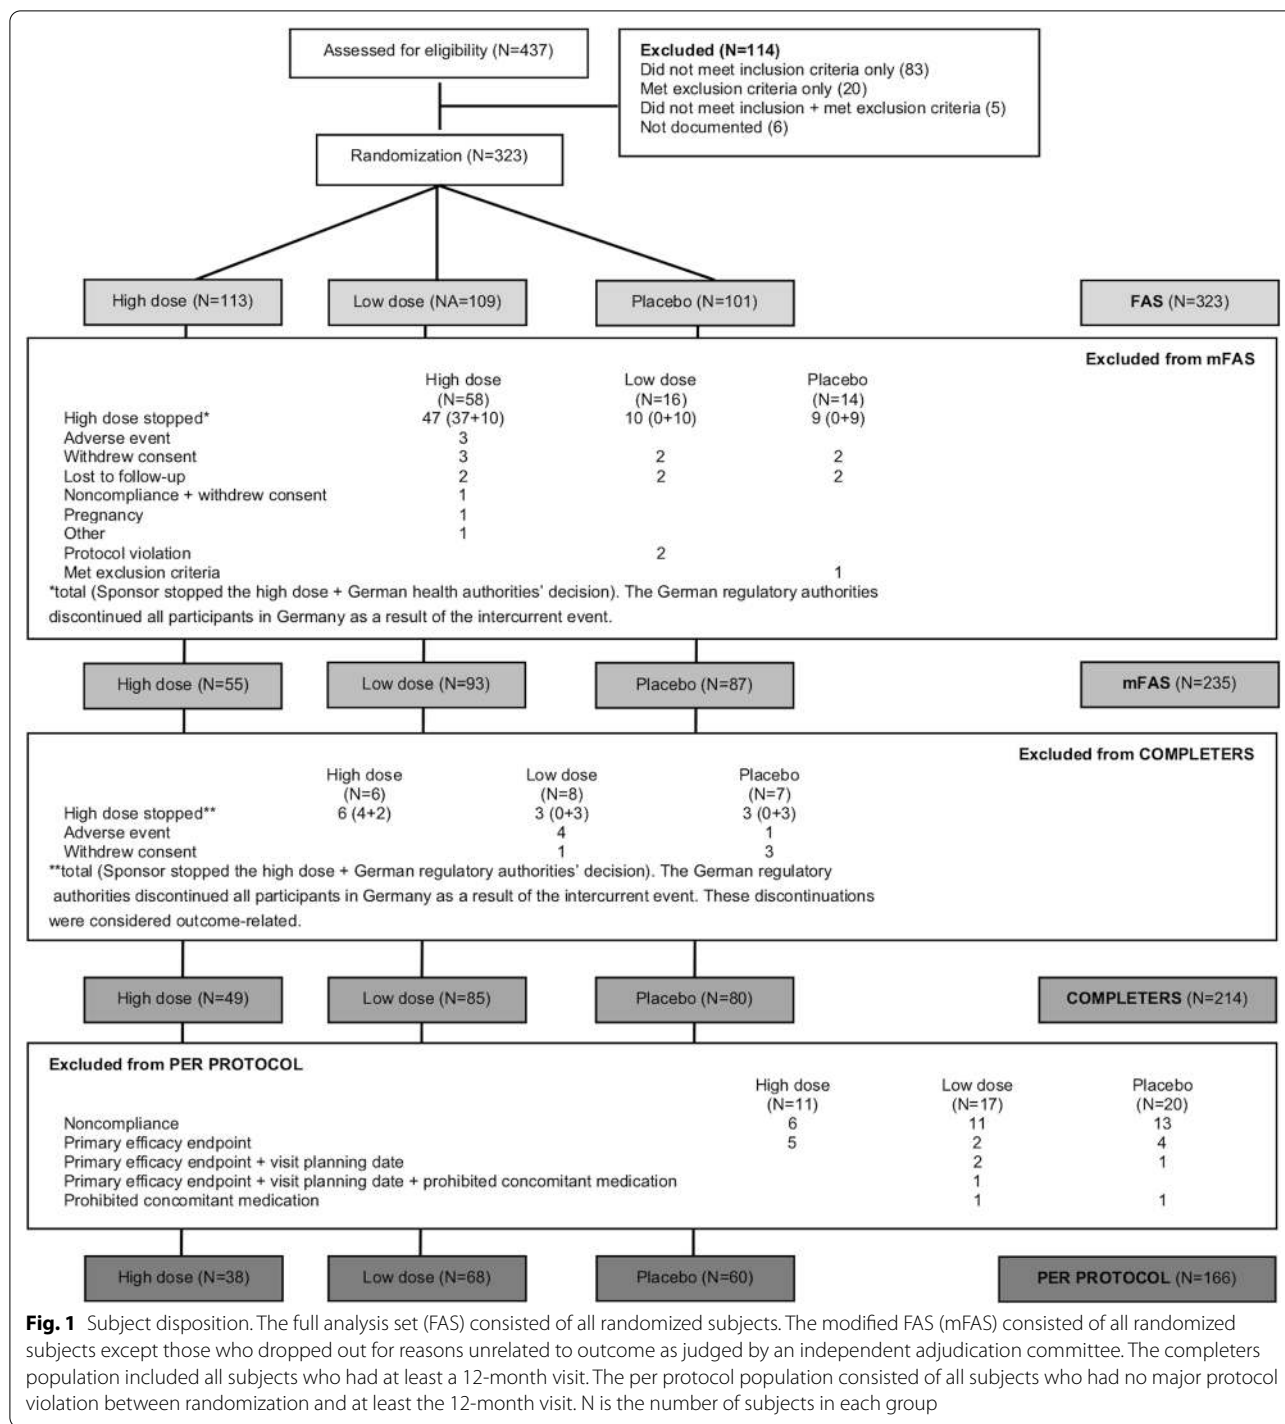 Assessed for eligibility (N=437)
Excluded (N=114)
Did not meet inclusion criteria only (83)
Met exclusion criteria only (20)
Did not meet inclusion + met exclusion criteria (5)
Not documented (6)
Randomization (N=323)
High dose (N=113) Low dose (NA=109) Placebo (N=101) FAS (N=323)
Excluded from mFAS
High dose Low dose Placebo
(N=58) (N=16) (N=14)
High dose stopped* 47 (37+10) 10 (0+10) 9 (0+9)
Adverse event 3
Withdrew consent 3 2 2
Lost to follow-up 2 2 2
Noncompliance + withdrew consent 1
Pregnancy 1
Other 1
Protocol violation 2
Met exclusion criteria 1
*total (Sponsor stopped the high dose + German health authorities' decision). The German regulatory authorities
discontinued all participants in Germany as a result of the intercurrent event.
High dose (N=55) Low dose (N=93) Placebo (N=87) mFAS (N=235)
Excluded from COMPLETERS
High dose Low dose Placebo
(N=6) (N=8) (N=7)
High dose stopped** 6 (4+2) 3 (0+3) 3 (0+3)
Adverse event 4 1
Withdrew consent 1 3
**total (Sponsor stopped the high dose + German regulatory authorities' decision). The German regulatory
authorities discontinued all participants in Germany as a result of the intercurrent event. These discontinuations
were considered outcome-related.
High dose (N=49) Low dose (N=85) Placebo (N=80) COMPLETERS (N=214)
Excluded from PER PROTOCOL
High dose Low dose Placebo
(N=11) (N=17) (N=20)
Noncompliance 6 11 13
Primary efficacy endpoint 5 2 4
Primary efficacy endpoint + visit planning date 2 1
Primary efficacy endpoint + visit planning date + prohibited concomitant medication 1
Prohibited concomitant medication 1 1
High dose (N=38) Low dose (N=68) Placebo (N=60) PER PROTOCOL (N=166)
Fig. 1 Subject disposition. The full analysis set (FAS) consisted of all randomized subjects. The modified FAS (mFAS) consisted of all randomized
subjects except those who dropped out for reasons unrelated to outcome as judged by an independent adjudication committee. The completers
population included all subjects who had at least a 12-month visit. The per protocol population consisted of all subjects who had no major protocol
violation between randomization and at least the 12-month visit. N is the number of subjects in each group